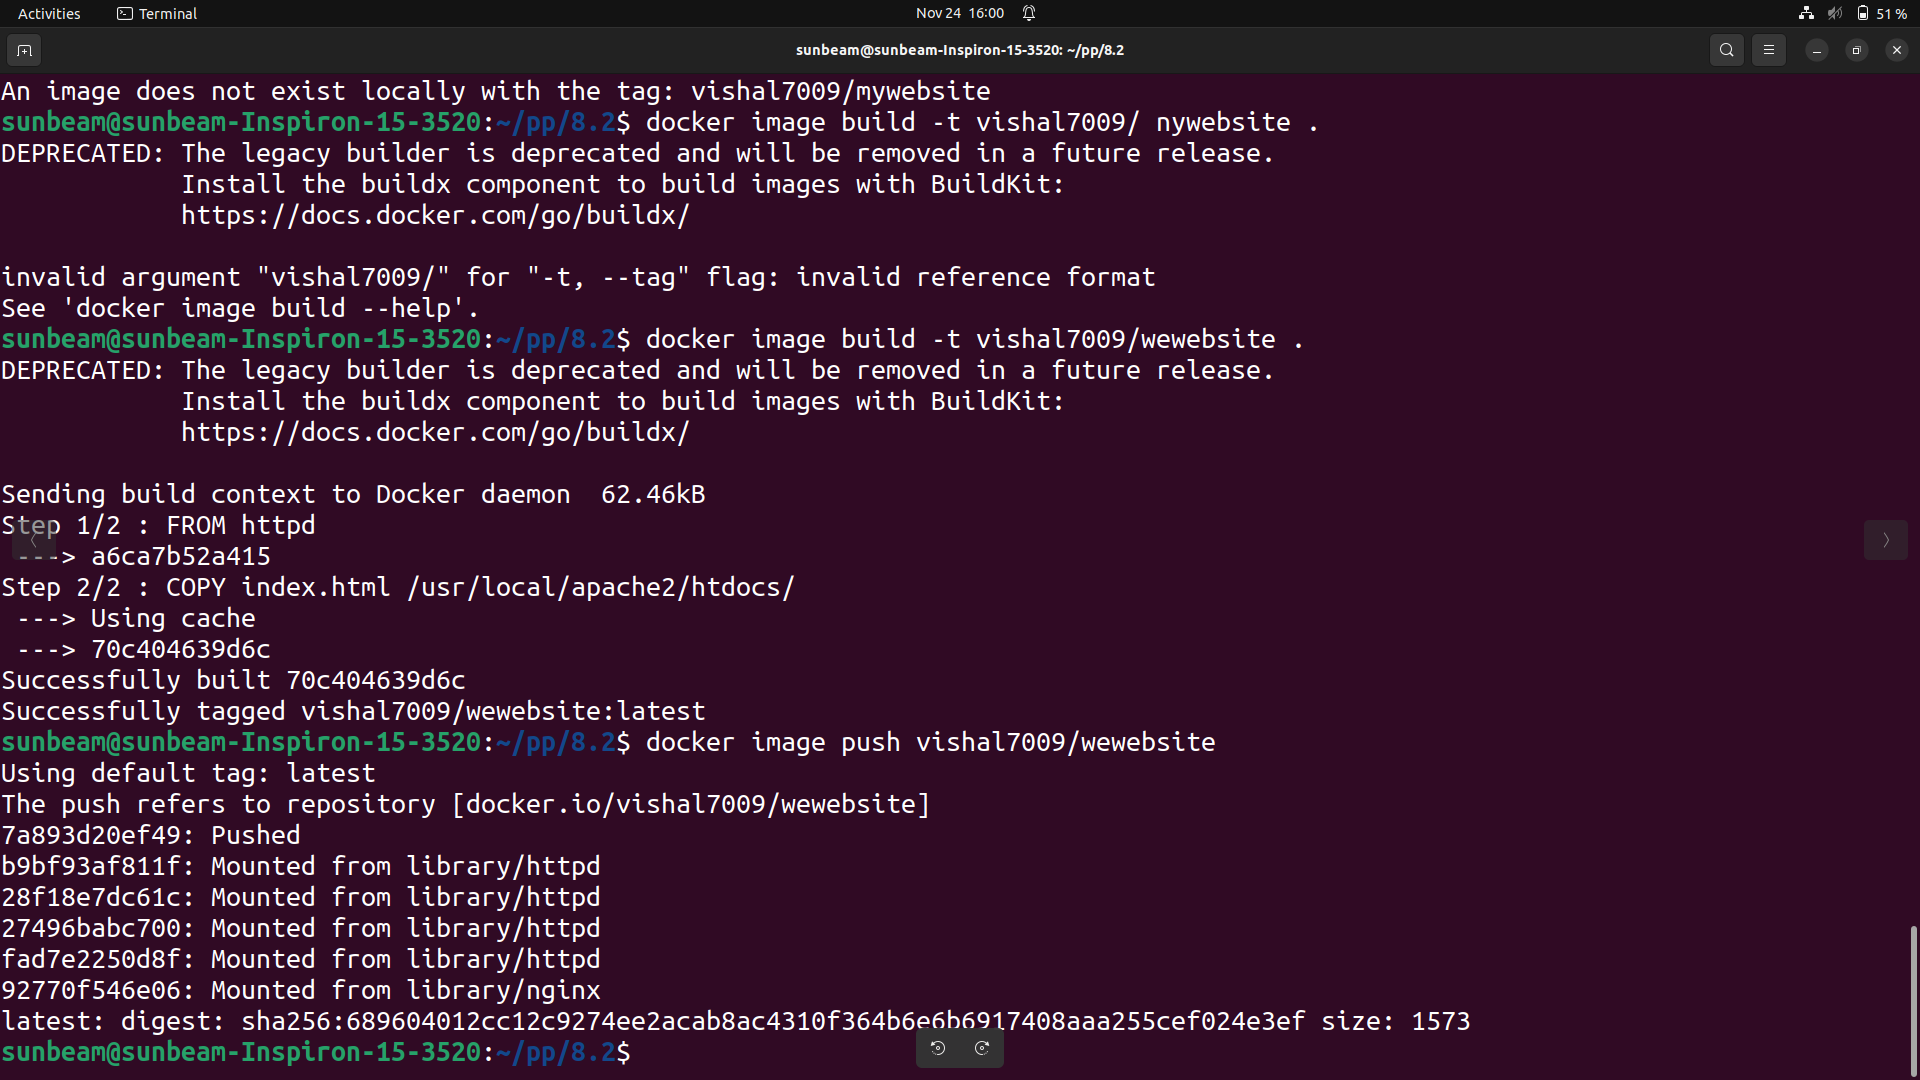 Activities Terminal Nov 24 16:00 51 %
sunbeam@sunbeam-Inspiron-15-3520: ~/pp/8.2
An image does not exist locally with the tag: vishal7009/mywebsite
sunbeam@sunbeam-Inspiron-15-3520:~/pp/8.2$ docker image build -t vishal7009/ nywebsite .
DEPRECATED: The legacy builder is deprecated and will be removed in a future release.
            Install the buildx component to build images with BuildKit:
            https://docs.docker.com/go/buildx/

invalid argument "vishal7009/" for "-t, --tag" flag: invalid reference format
See 'docker image build --help'.
sunbeam@sunbeam-Inspiron-15-3520:~/pp/8.2$ docker image build -t vishal7009/wewebsite .
DEPRECATED: The legacy builder is deprecated and will be removed in a future release.
            Install the buildx component to build images with BuildKit:
            https://docs.docker.com/go/buildx/

Sending build context to Docker daemon  62.46kB
Step 1/2 : FROM httpd
 ---> a6ca7b52a415
Step 2/2 : COPY index.html /usr/local/apache2/htdocs/
 ---> Using cache
 ---> 70c404639d6c
Successfully built 70c404639d6c
Successfully tagged vishal7009/wewebsite:latest
sunbeam@sunbeam-Inspiron-15-3520:~/pp/8.2$ docker image push vishal7009/wewebsite
Using default tag: latest
The push refers to repository [docker.io/vishal7009/wewebsite]
7a893d20ef49: Pushed
b9bf93af811f: Mounted from library/httpd
28f18e7dc61c: Mounted from library/httpd
27496babc700: Mounted from library/httpd
fad7e2250d8f: Mounted from library/httpd
92770f546e06: Mounted from library/nginx
latest: digest: sha256:689604012cc12c9274ee2acab8ac4310f364b6e6b6917408aaa255cef024e3ef size: 1573
sunbeam@sunbeam-Inspiron-15-3520:~/pp/8.2$